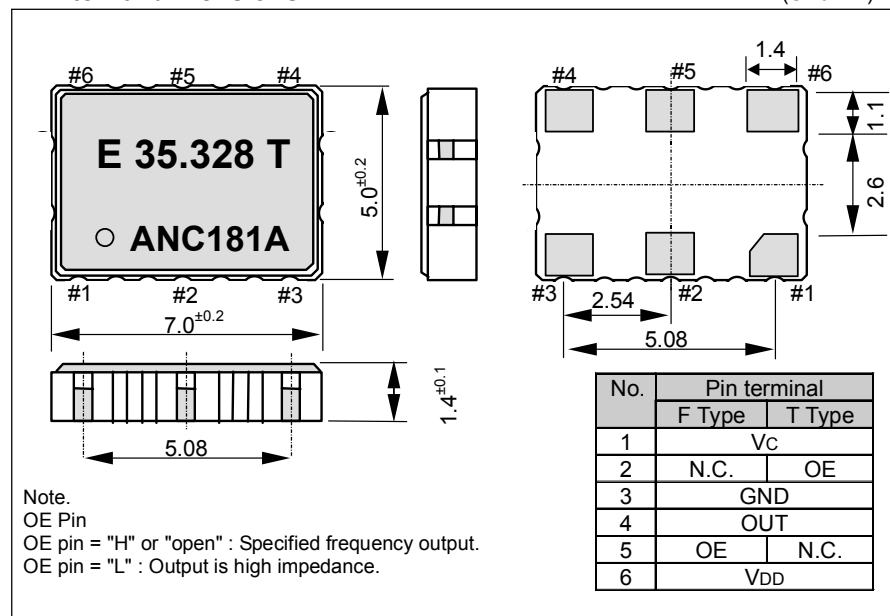 #6 #5 #4
E 35.328 T
ANC181A
#1 #2 #3
7.0±0.2
5.0±0.2
1.4±0.1
5.08
#4 #5 #6
1.4
1.1
2.6
#3 #2 #1
2.54
5.08
No. Pin terminal
F Type T Type
1 VC
2 N.C. OE
3 GND
4 OUT
5 OE N.C.
6 VDD
Note.
OE Pin
OE pin = "H" or "open" : Specified frequency output.
OE pin = "L" : Output is high impedance.